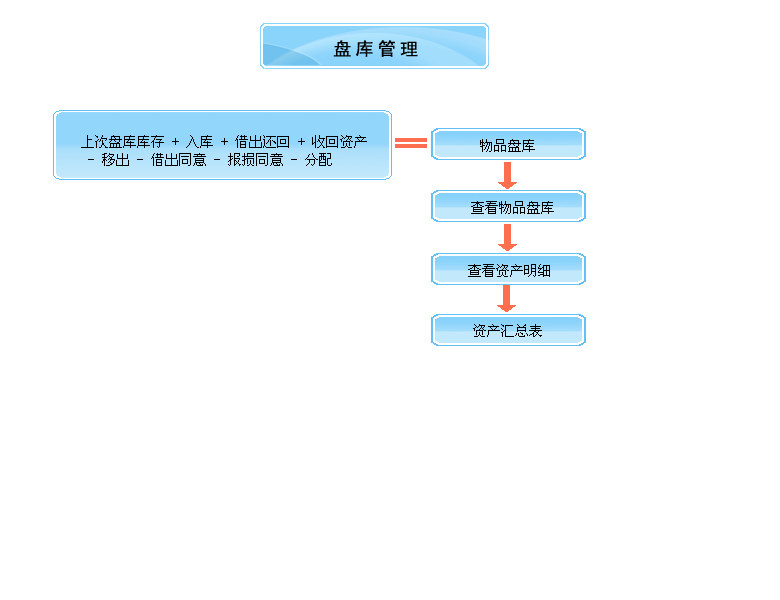 盘库管理
上次盘库库存 + 入库 + 借出还回 + 收回资产
- 移出 - 借出同意 - 报损同意 - 分配
物品盘库
查看物品盘库
查看资产明细
资产汇总表